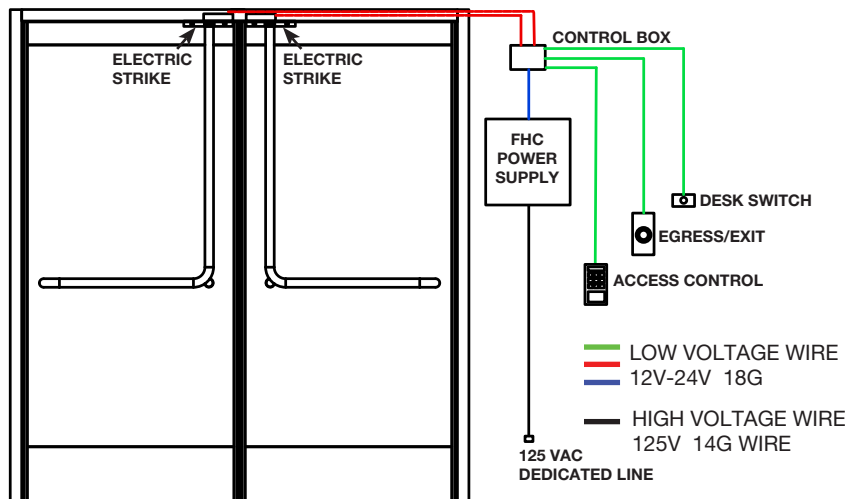 ELECTRIC
STRIKE
ELECTRIC
STRIKE
CONTROL BOX
FHC
POWER
SUPPLY
DESK SWITCH
EGRESS/EXIT
ACCESS CONTROL
LOW VOLTAGE WIRE
12V-24V 18G
HIGH VOLTAGE WIRE
125V 14G WIRE
125 VAC
DEDICATED LINE